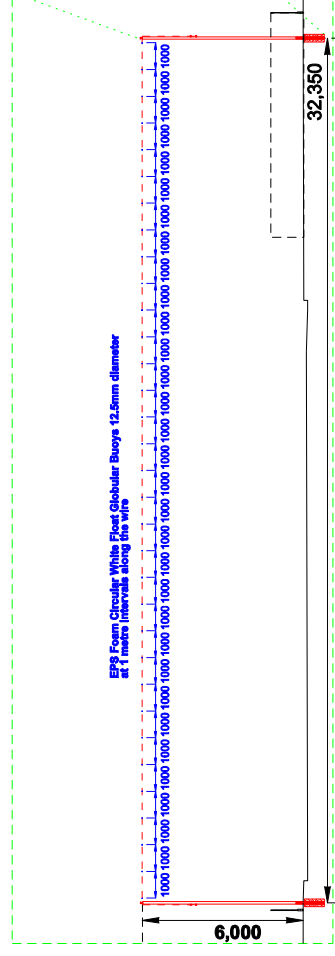 EPS Foam Circular White Float Globular Buoys 12.5mm diameter
at 1 metre intervals along the wire
1000 1000 1000 1000 1000 1000 1000 1000 1000 1000 1000 1000 1000 1000 1000 1000 1000 1000 1000 1000 1000 1000 1000 1000 1000 1000 1000 1000 1000 1000 1000 1000
32,350
6,000